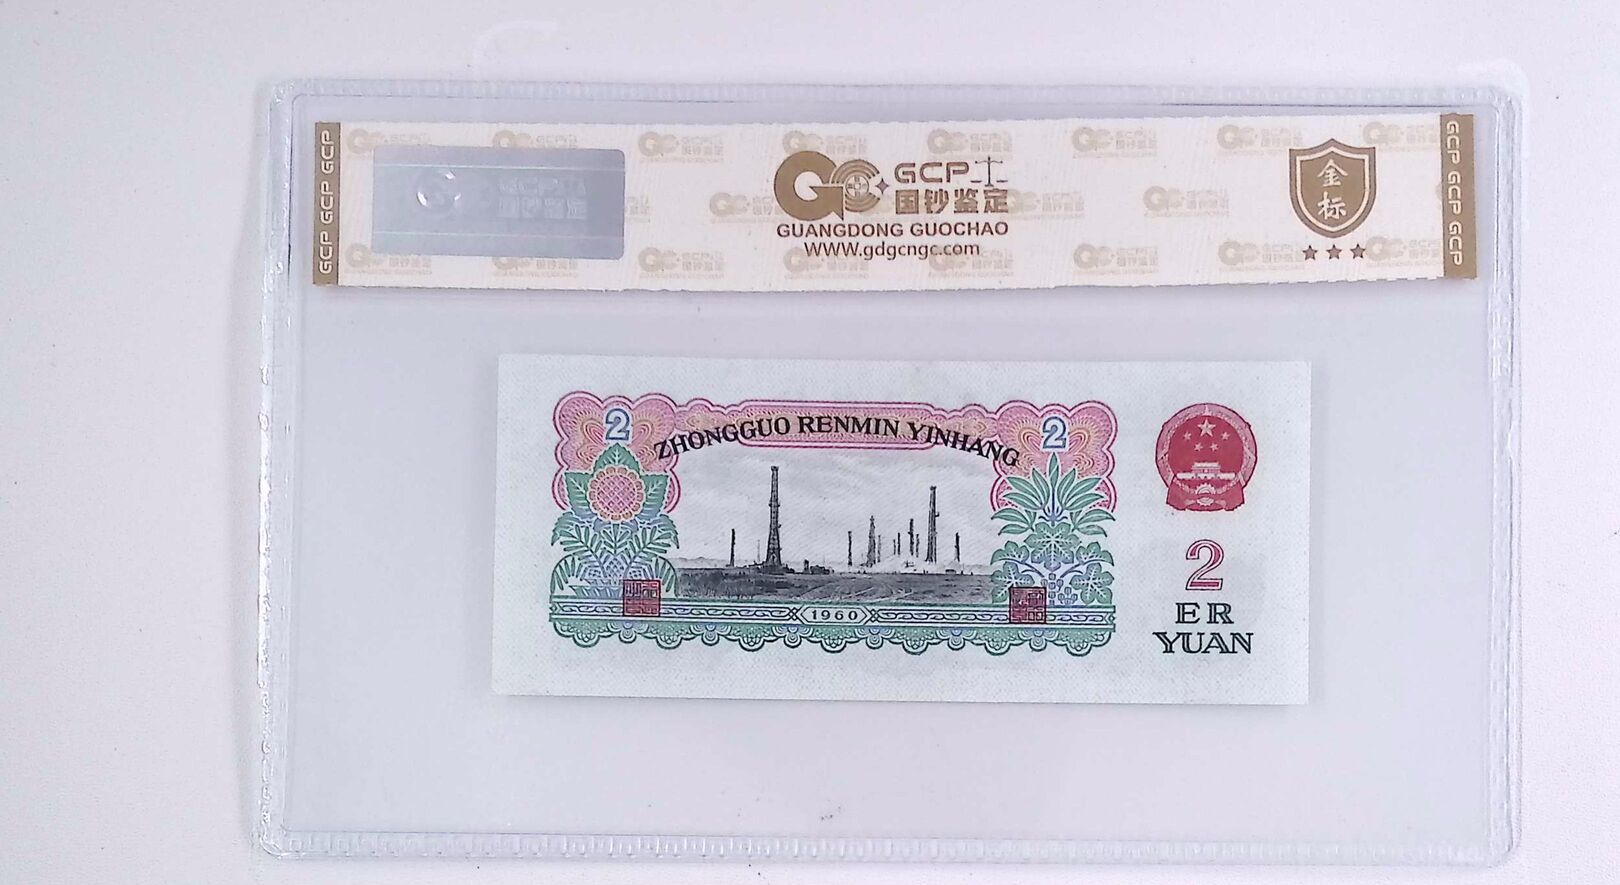 GCP GCP GCP
GCP
国钞鉴定
GUANGDONG GUOCHAO
WWW.gdgcngc.com
金
标
GCP GCP GCP
2
ZHONGGUO RENMIN YINHANG
2
1960
2
ER
YUAN